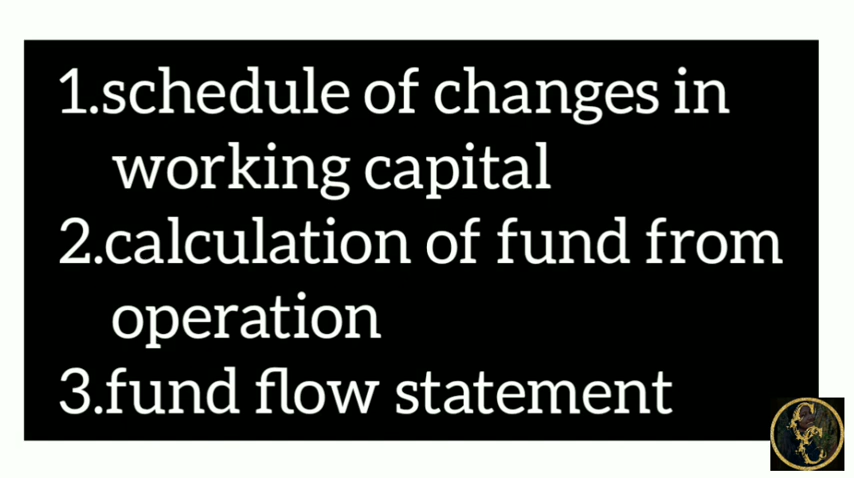 1.schedule of changes in
working capital
2.calculation of fund from
operation
3.fund flow statement